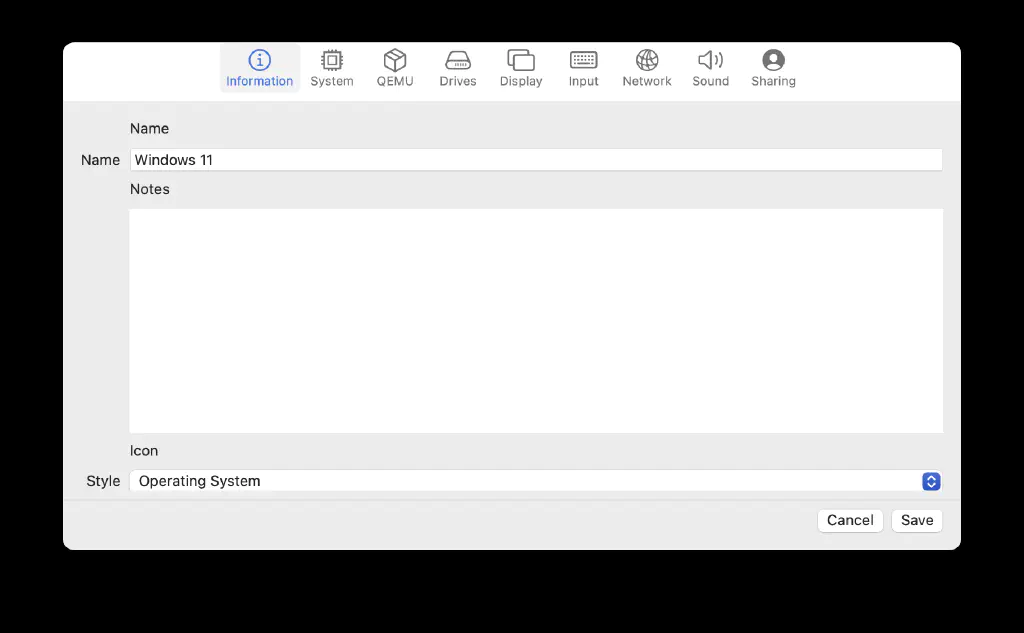 Information System QEMU Drives Display Input Network Sound Sharing
Name
Name Windows 11
Notes
Icon
Style Operating System
Cancel Save